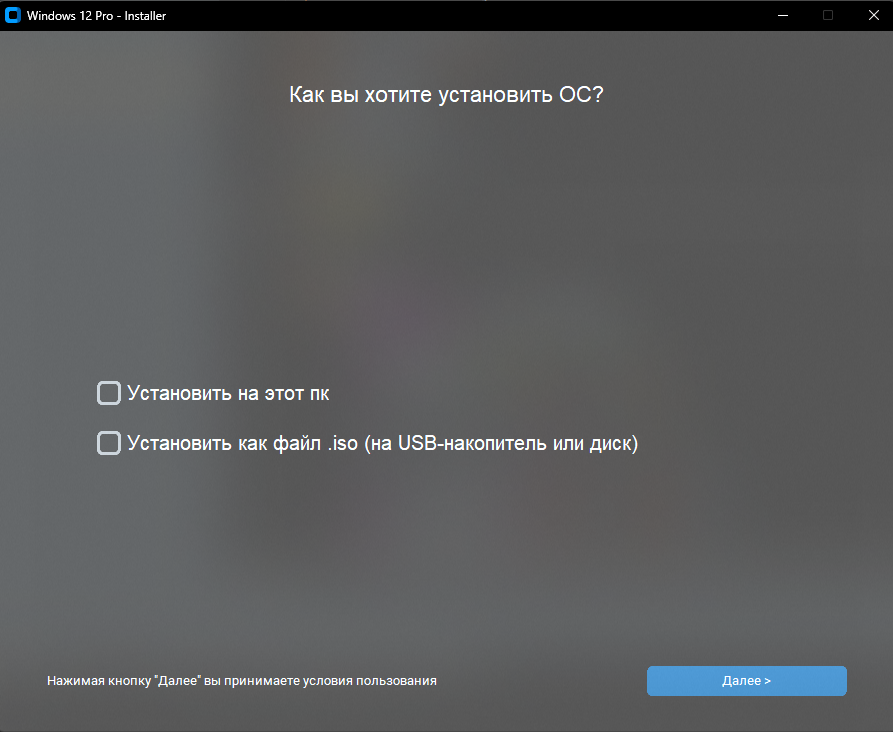 Windows 12 Pro - Installer
Как вы хотите установить ОС?
Установить на этот пк
Установить как файл .iso (на USB-накопитель или диск)
Нажимая кнопку "Далее" вы принимаете условия пользования
Далее >